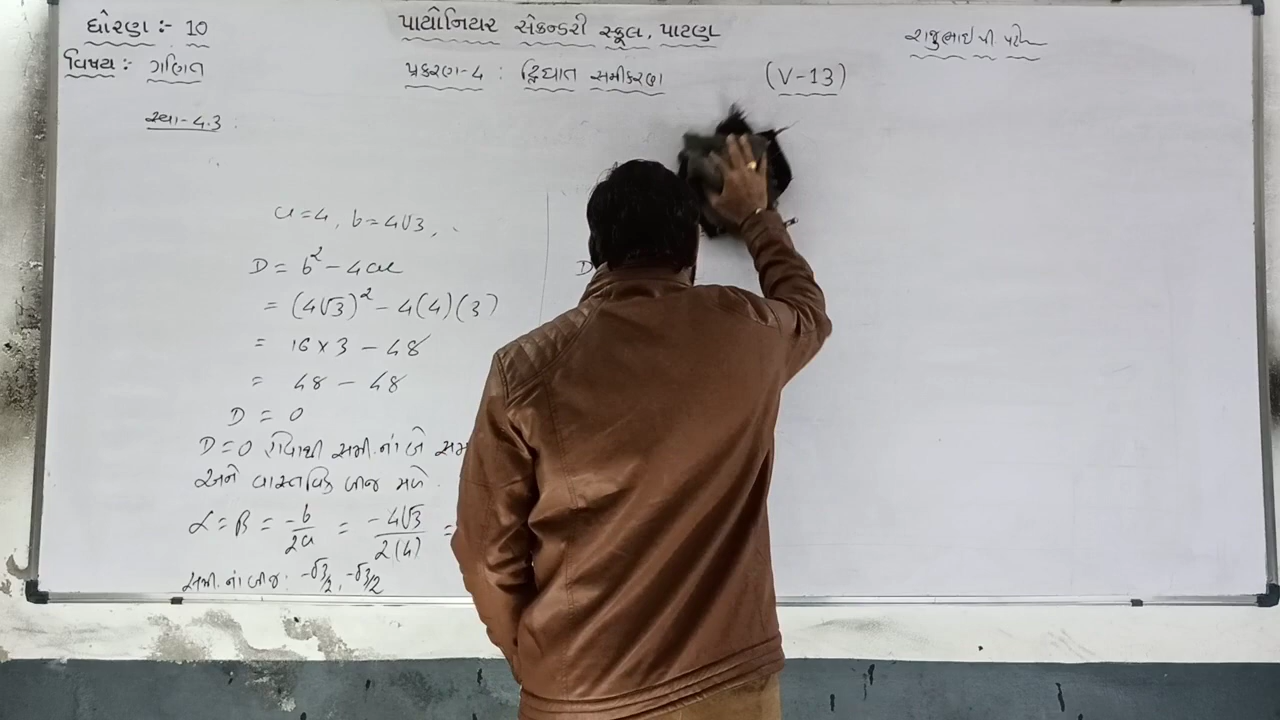 ધોરણ :- 10
પાયોનિયર સેકન્ડરી સ્કૂલ, પાટણ
રાજુભાઇ પી. પટેલ
વિષય : ગણિત
પ્રકરણ-4 : દ્વિઘાત સમીકરણ (V-13)
સ્વા-4.3
a=4, b=4√3,
D = b² - 4ac
D
= (4√3)² - 4(4)(3)
= 16 × 3 - 48
= 48 - 48
D = 0
D=0 હોવાથી સમી.નાં બે સમ
અને વાસ્તવિક બીજ મળે.
α = β = -b/2a = -4√3/2(4) =
સમી.નાં બીજ: -√3/2, -√3/2